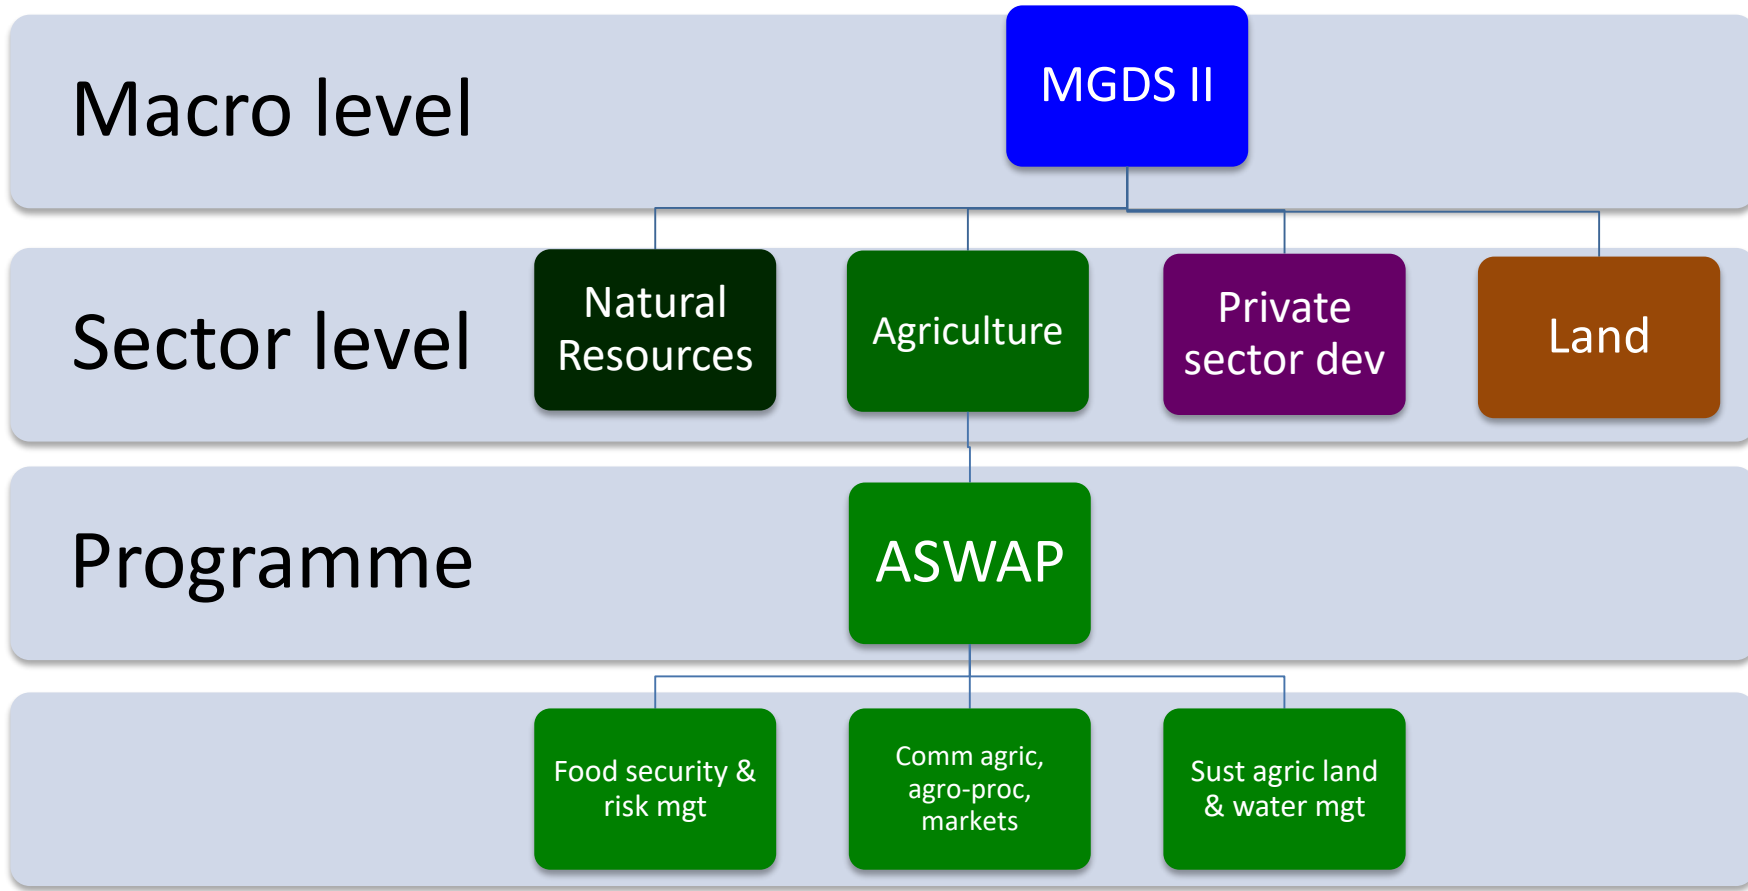 Macro level
MGDS II
Sector level
Natural
Resources
Agriculture
Private
sector dev
Land
Programme
ASWAP
Food security &
risk mgt
Comm agric,
agro-proc,
markets
Sust agric land
& water mgt